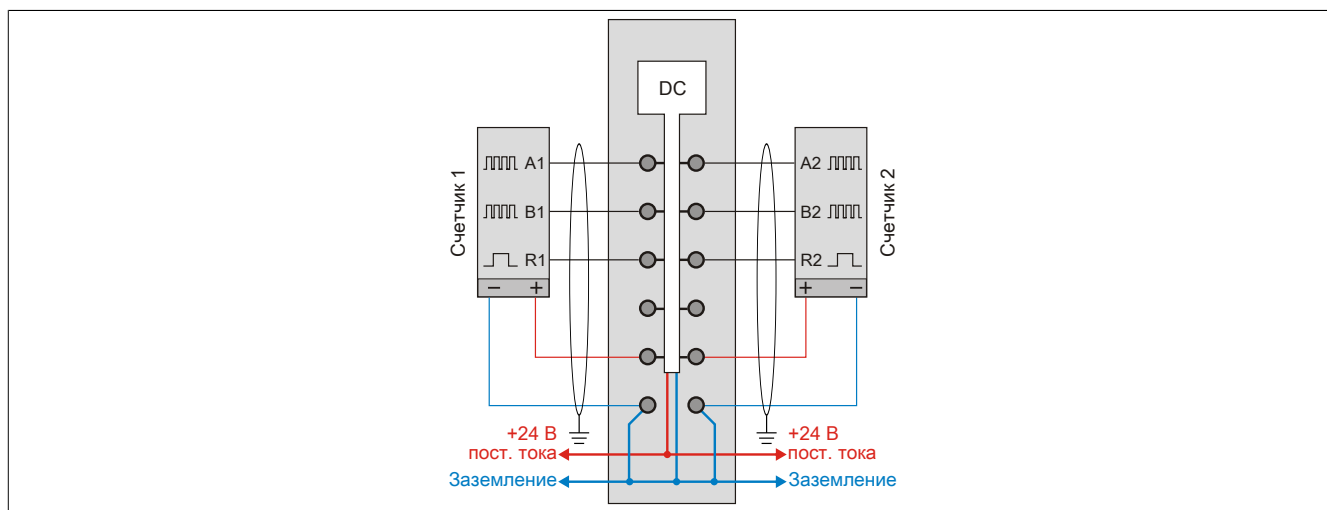 DC
Счетчик 1
A1
B1
R1
− +
A2
B2
R2
+ −
Счетчик 2
+24 В
пост. тока
Заземление
+24 В
пост. тока
Заземление